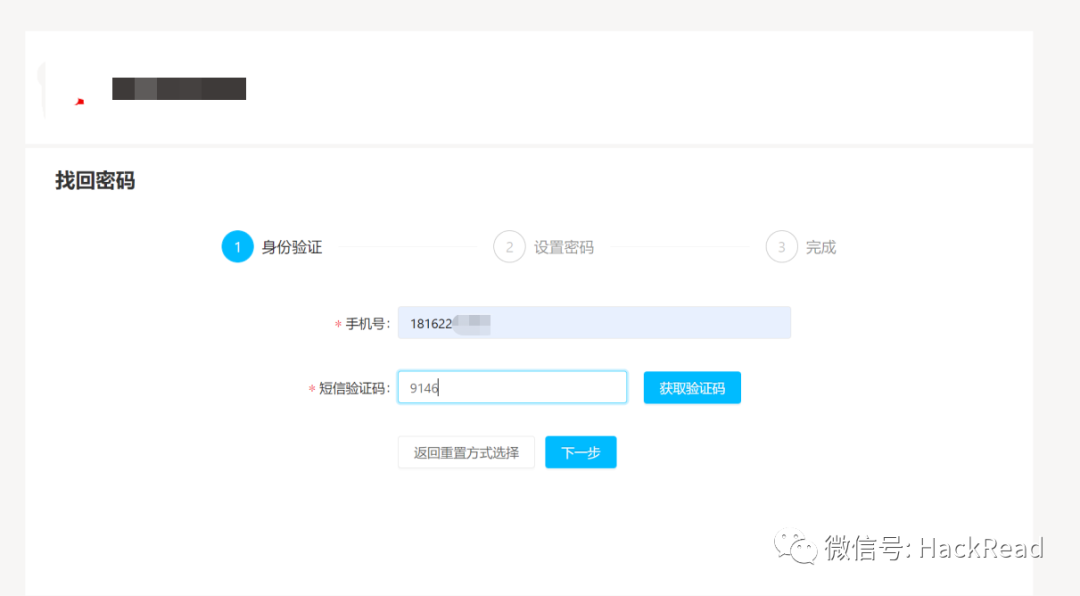 找回密码
1 身份验证 2 设置密码 3 完成
* 手机号: 181622
* 短信验证码: 9146 获取验证码
返回重置方式选择 下一步
微信号: HackRead